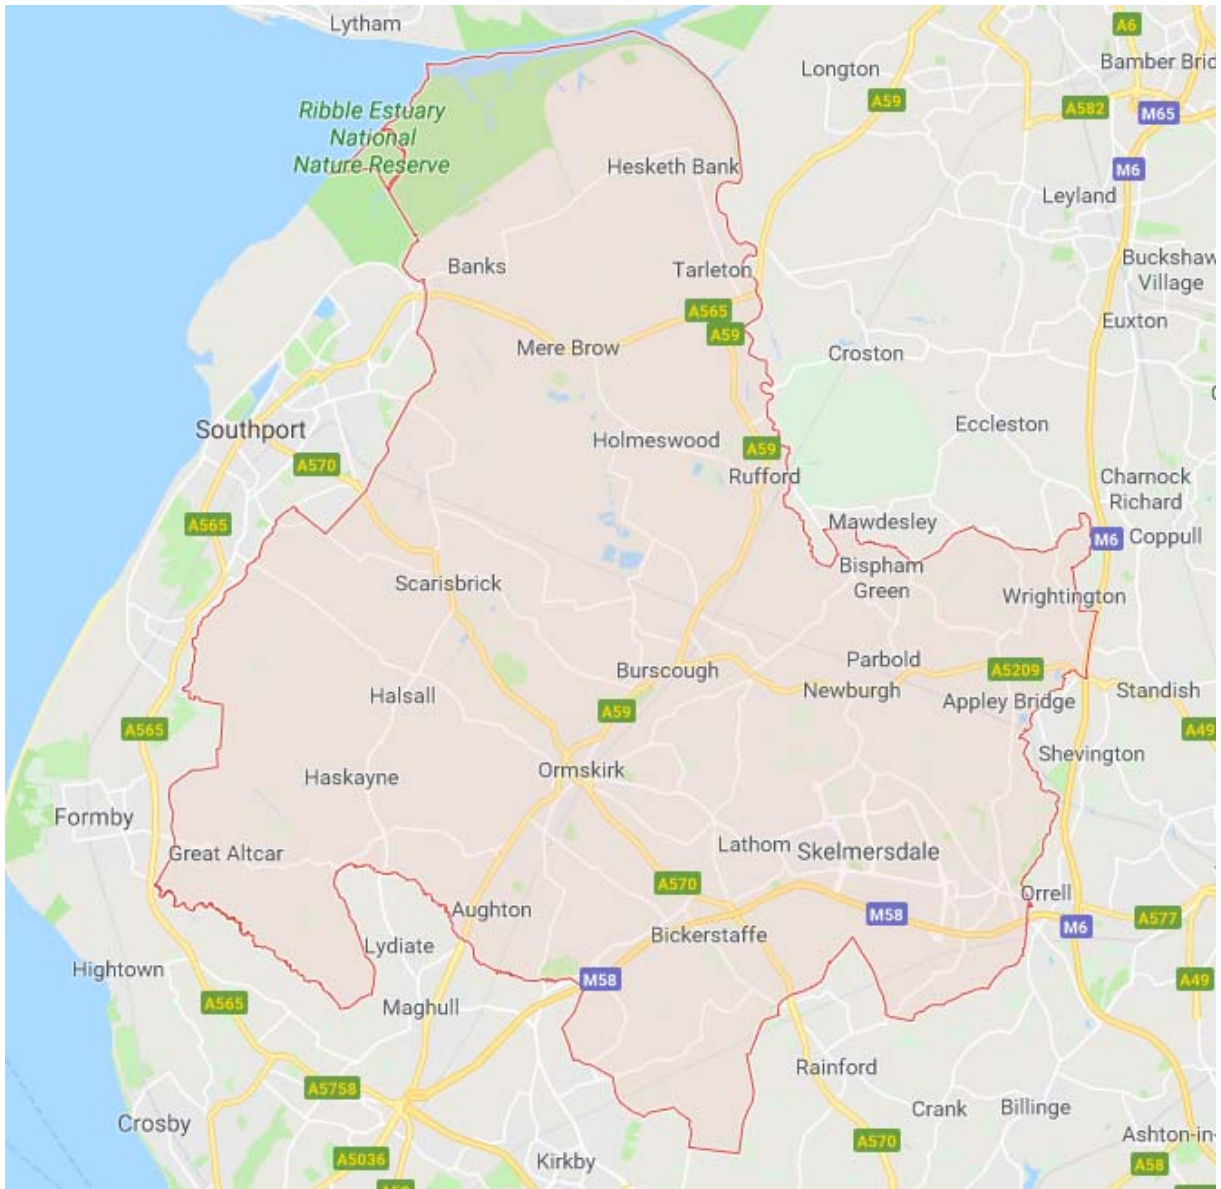 Lytham
A6
Longton
Bamber Brid
A59
A582
M65
Ribble Estuary
National
Nature Reserve
Hesketh Bank
M6
Leyland
Banks
Tarleton
Buckshaw
Village
A565
Euxton
A59
Mere Brow
Croston
Southport
Holmeswood
A59
Eccleston
A570
Rufford
Charnock
Richard
A565
Mawdesley
M6
Coppull
Bispham
Green
Scarisbrick
Wrightington
Burscough
Parbold
A5209
Halsall
Newburgh
Appley Bridge
Standish
A59
A565
A49
Shevington
Ormskirk
Haskayne
Formby
Great Altcar
Lathom
Skelmersdale
A570
Orrell
Aughton
M58
A577
M6
Bickerstaffe
Lydiate
Hightown
M58
A49
A565
Maghull
Rainford
A5758
Crank
Billinge
Crosby
Ashton-in-
A570
A5036
Kirkby
A58